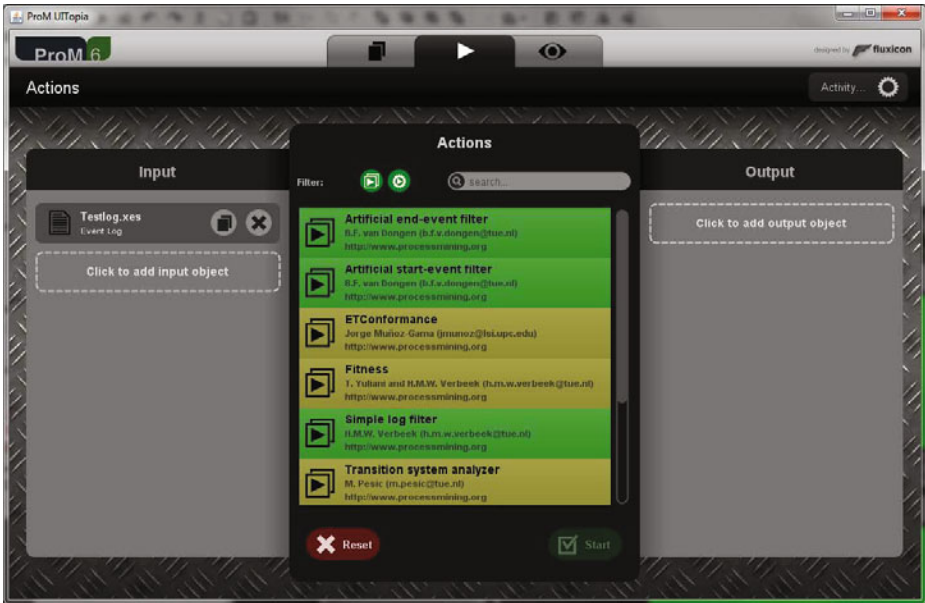 ProM UITopia
ProM 6
designed by fluxicon
Actions
Activity...
Input
Testlog.xes
Event Log
Click to add input object
Actions
Filter:
search...
Artificial end-event filter
B.F. van Dongen (b.f.v.dongen@tue.nl)
http://www.processmining.org
Artificial start-event filter
B.F. van Dongen (b.f.v.dongen@tue.nl)
http://www.processmining.org
ETConformance
Jorge Muñoz-Gama (jmunoz@lsi.upc.edu)
http://www.processmining.org
Fitness
T. Yuliani and H.M.W. Verbeek (h.m.w.verbeek@tue.nl)
http://www.processmining.org
Simple log filter
H.M.W. Verbeek (h.m.w.verbeek@tue.nl)
http://www.processmining.org
Transition system analyzer
M. Pesic (m.pesic@tue.nl)
http://www.processmining.org
Reset
Start
Output
Click to add output object